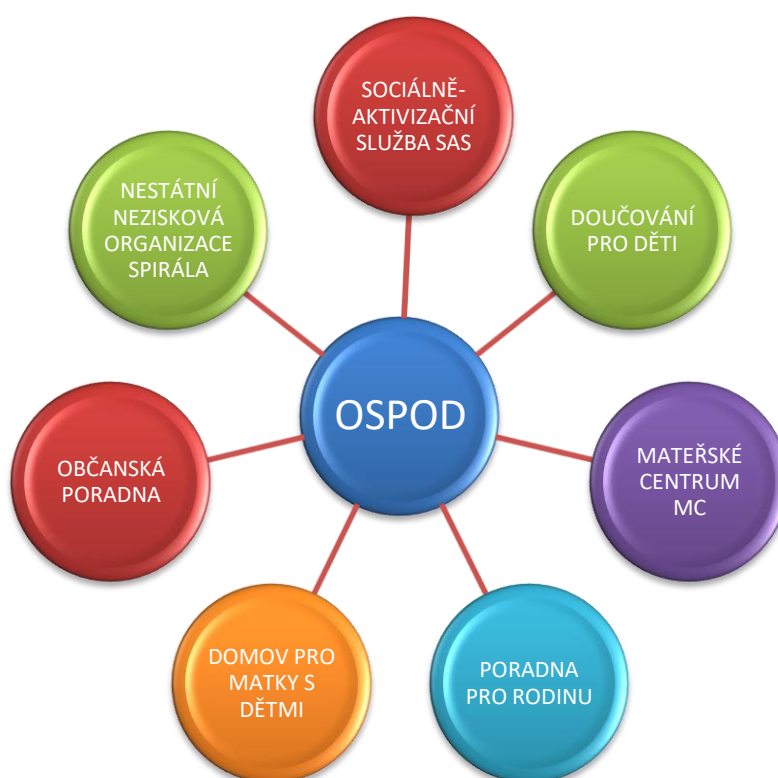 SOCIÁLNĚ-
AKTIVIZAČNÍ
SLUŽBA SAS
NESTÁTNÍ
NEZISKOVÁ
ORGANIZACE
SPIRÁLA
DOUČOVÁNÍ
PRO DĚTI
OSPOD
OBČANSKÁ
PORADNA
MATEŘSKÉ
CENTRUM
MC
DOMOV PRO
MATKY S
DĚTMI
PORADNA
PRO RODINU